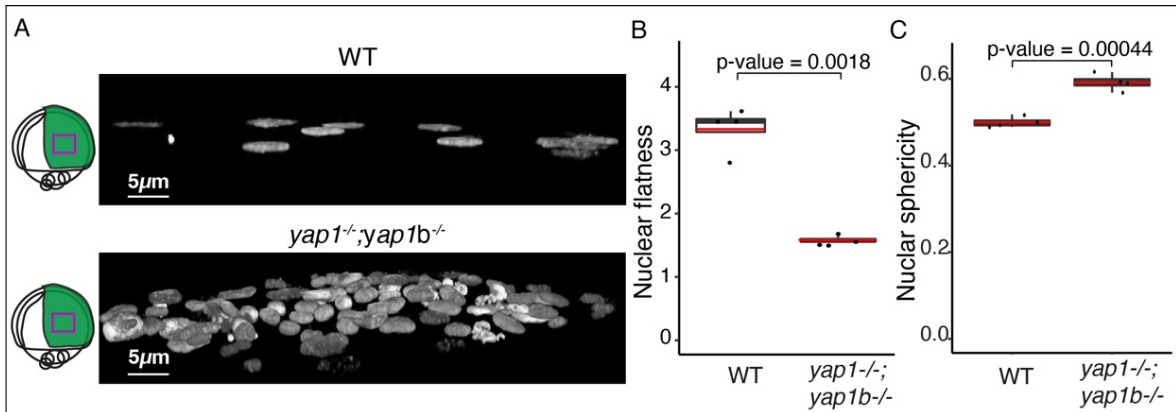 A
WT
5μm
yap1-/-;yap1b-/-
5μm
B
p-value = 0.0018
Nuclear flatness
4
3
2
1
0
WT
yap1-/-;
yap1b-/-
C
p-value = 0.00044
Nuclar sphericity
0.6
0.4
0.2
0.0
WT
yap1-/-;
yap1b-/-